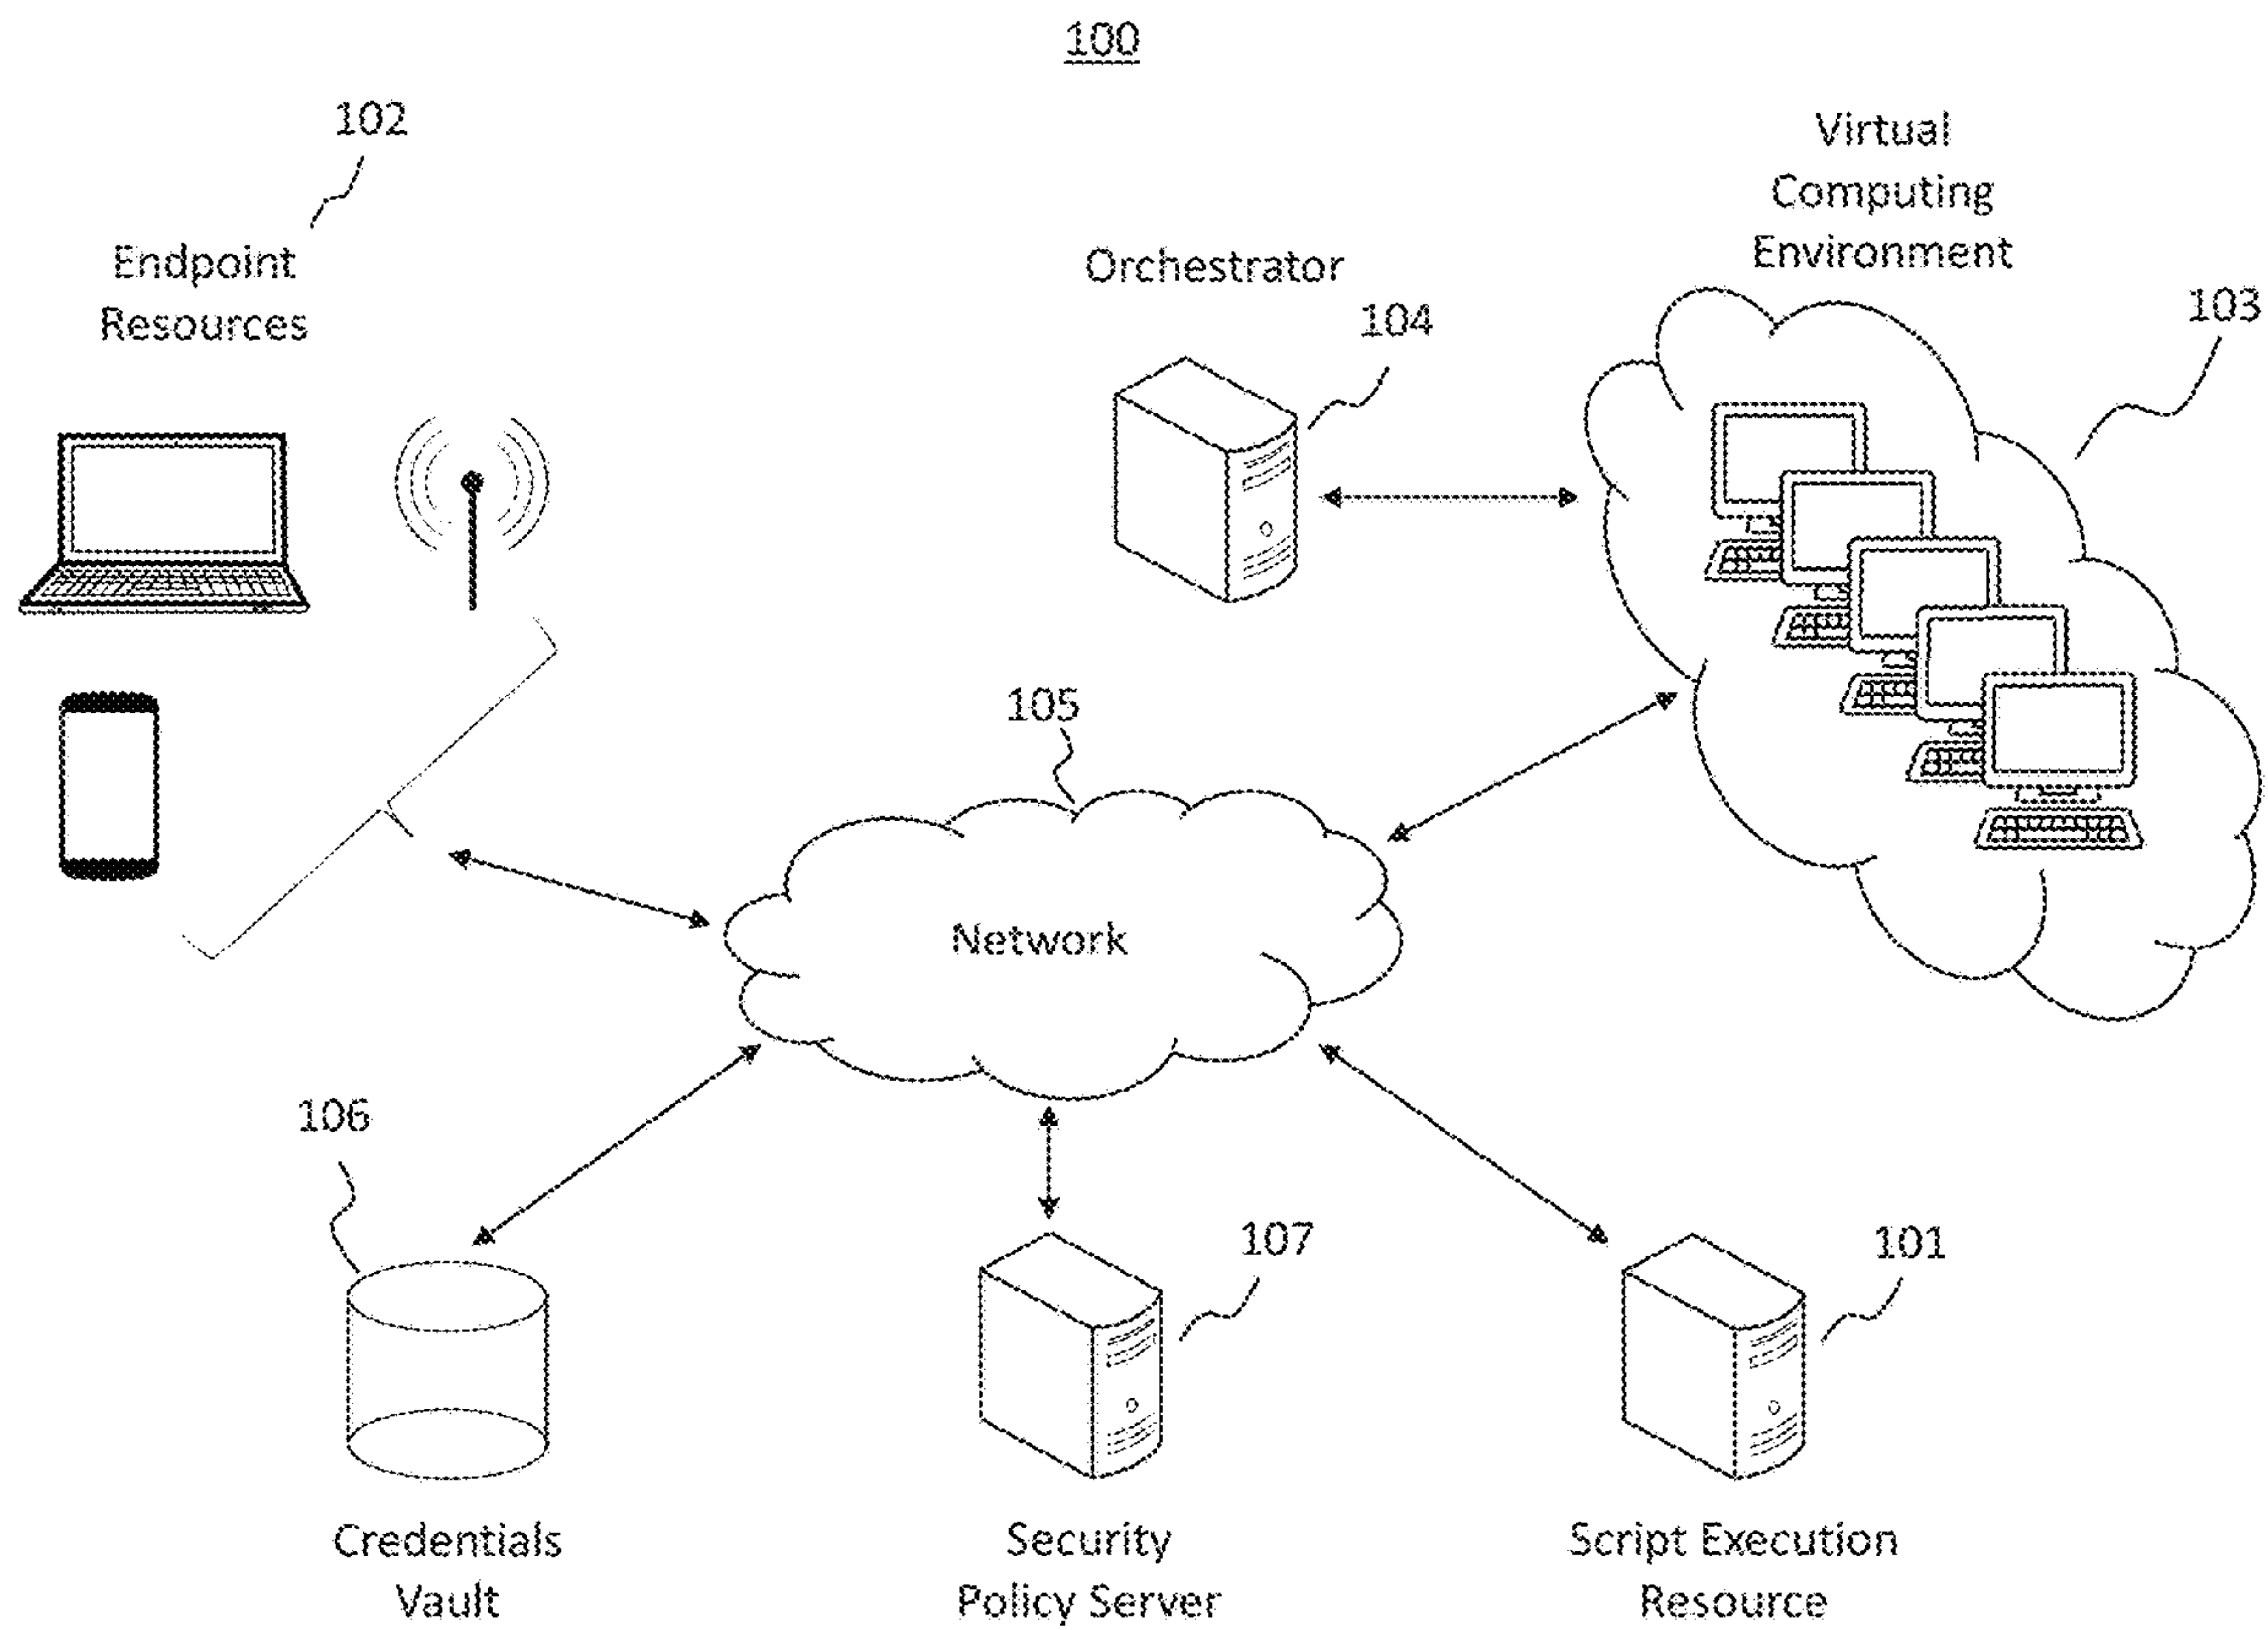 100
102
Endpoint
Resources
Orchestrator
104
Virtual
Computing
Environment
103
105
Network
106
107
101
Credentials
Vault
Security
Policy Server
Script Execution
Resource